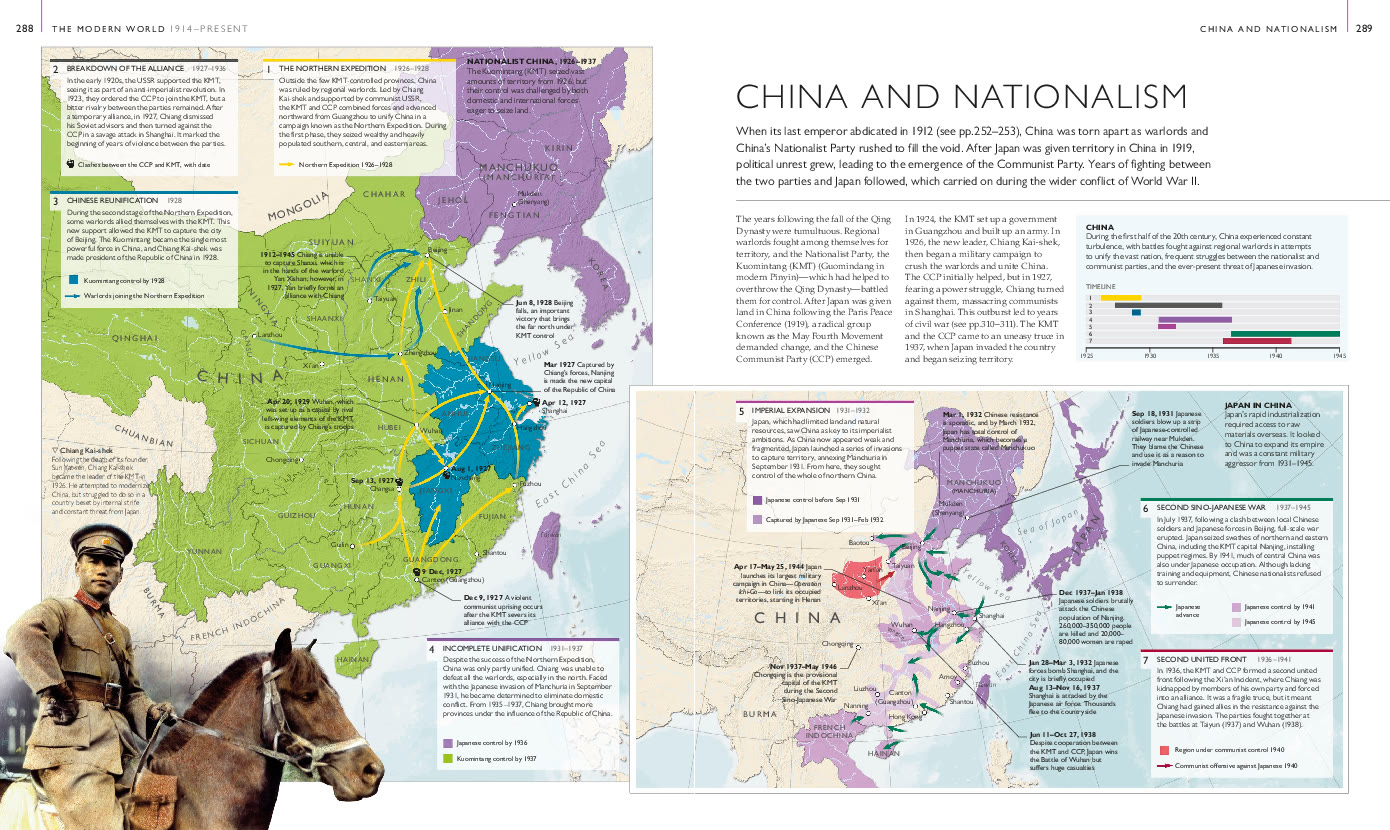 288 THE MODERN WORLD 1914–PRESENT
CHINA AND NATIONALISM 289
2 BREAKDOWN OF THE ALLIANCE 1927–1936
In the early 1920s, the USSR supported the KMT,
seeing it as part of an anti-imperialist revolution. In
1923, they ordered the CCP to join the KMT, but a
bitter rivalry between the parties remained. After
a temporary alliance, in 1927, Chiang dismissed
his Soviet advisors and then turned against the
CCP in a savage attack in Shanghai. It marked the
beginning of years of violence between the parties.
Clashes between the CCP and KMT, with date
1 THE NORTHERN EXPEDITION 1926–1928
Outside the few KMT-controlled provinces, China
was ruled by regional warlords. Led by Chiang
Kai-shek and supported by communist USSR,
the KMT and CCP combined forces and advanced
northward from Guangzhou to unify China in a
campaign known as the Northern Expedition. During
the first phase, they seized wealthy and heavily
populated southern, central, and eastern areas.
Northern Expedition 1926–1928
NATIONALIST CHINA, 1926–1937
The Kuomintang (KMT) seized vast
amounts of territory from 1926, but
their control was challenged by both
domestic and international forces
eager to seize land.
3 CHINESE REUNIFICATION 1928
During the second stage of the Northern Expedition,
some warlords allied themselves with the KMT. This
new support allowed the KMT to capture the city
of Beijing. The Kuomintang became the single most
powerful force in China, and Chiang Kai-shek was
made president of the Republic of China in 1928.
Kuomintang control by 1928
Warlords joining the Northern Expedition
KIRIN
MANCHUKUO
(MANCHURIA)
Mukden
(Shenyang)
CHAHAR
JEHOL
FENGTIAN
MONGOLIA
SUIYUAN
Beijing
1912–1945 Chiang is unable
to capture Shanxi, which is
in the hands of the warlord
Yan Xishan; however, in
1927, Yan briefly forms an
alliance with Chiang
SHANXI
ZHILI
Taiyuan
KOREA
NINGXIA
Jinan
SHANDONG
Jun 8, 1928 Beijing
falls, an important
victory that brings
the far north under
KMT control
SHAANXI
QINGHAI
Lanzhou
GANSU
Zhengzhou
Yellow Sea
Xi'an
JIANGSU
CHINA
HENAN
Nanjing
Mar 1927 Captured by
Chiang's forces, Nanjing
is made the new capital
of the Republic of China
Apr 20, 1929 Wuhan, which
was set up as a capital by rival
left-wing elements of the KMT,
is captured by Chiang's troops
Apr 12, 1927
Shanghai
ANHUI
Hangzhou
HUBEI
Wuhan
CHUANBIAN
SICHUAN
Chongqing
Aug 1, 1927
Nanchang
Sep 13, 1927
Changsa
JIANGXI
Fuzhou
East China Sea
HUNAN
GUIZHOU
FUJIAN
Taiwan
YUNNAN
Guilin
GUANGXI
Shantou
GUANGDONG
9 Dec, 1927
Canton (Guangzhou)
BURMA
Dec 9, 1927 A violent
communist uprising occurs
after the KMT severs its
alliance with the CCP
FRENCH INDOCHINA
HAINAN
▽ Chiang Kai-shek
Following the death of its founder
Sun Yat-sen, Chiang Kai-shek
became the leader of the KMT in
1926. He attempted to modernize
China, but struggled to do so in a
country beset by internal strife
and constant threat from Japan.
4 INCOMPLETE UNIFICATION 1931–1937
Despite the success of the Northern Expedition,
China was only partly unified. Chiang was unable to
defeat all the warlords, especially in the north. Faced
with the Japanese invasion of Manchuria in September
1931, he became determined to eliminate domestic
conflict. From 1935–1937, Chiang brought more
provinces under the influence of the Republic of China.
Japanese control by 1936
Kuomintang control by 1937
CHINA AND NATIONALISM
When its last emperor abdicated in 1912 (see pp.252–253), China was torn apart as warlords and
China's Nationalist Party rushed to fill the void. After Japan was given territory in China in 1919,
political unrest grew, leading to the emergence of the Communist Party. Years of fighting between
the two parties and Japan followed, which carried on during the wider conflict of World War II.
The years following the fall of the Qing
Dynasty were tumultuous. Regional
warlords fought among themselves for
territory, and the Nationalist Party, the
Kuomintang (KMT) (Guomindang in
modern Pinyin)—which had helped to
overthrow the Qing Dynasty—battled
them for control. After Japan was given
land in China following the Paris Peace
Conference (1919), a radical group
known as the May Fourth Movement
demanded change, and the Chinese
Communist Party (CCP) emerged.
In 1924, the KMT set up a government
in Guangzhou and built up an army. In
1926, the new leader, Chiang Kai-shek,
then began a military campaign to
crush the warlords and unite China.
The CCP initially helped, but in 1927,
fearing a power struggle, Chiang turned
against them, massacring communists
in Shanghai. This outburst led to years
of civil war (see pp.310–311). The KMT
and the CCP came to an uneasy truce in
1937, when Japan invaded the country
and began seizing territory.
CHINA
During the first half of the 20th century, China experienced constant
turbulence, with battles fought against regional warlords in attempts
to unify the vast nation, frequent struggles between the nationalist and
communist parties, and the ever-present threat of Japanese invasion.
TIMELINE
1
2
3
4
5
6
7
1925 1930 1935 1940 1945
5 IMPERIAL EXPANSION 1931–1932
Japan, which had limited land and natural
resources, saw China as key to its imperialist
ambitions. As China now appeared weak and
fragmented, Japan launched a series of invasions
to capture territory, annexing Manchuria in
September 1931. From here, they sought
control of the whole of northern China.
Japanese control before Sep 1931
Captured by Japanese Sep 1931–Feb 1932
Mar 1, 1932 Chinese resistance
is sporadic, and by March 1932,
Japan has total control of
Manchuria, which becomes a
puppet state called Manchukuo
Sep 18, 1931 Japanese
soldiers blow up a strip
of Japanese-controlled
railway near Mukden.
They blame the Chinese
and use it as a reason to
invade Manchuria
JAPAN IN CHINA
Japan's rapid industrialization
required access to raw
materials overseas. It looked
to China to expand its empire
and was a constant military
aggressor from 1931–1945.
MANCHUKUO
(MANCHURIA)
Mukden
(Shenyang)
Sea of Japan
JAPAN
Korea
Baotou
Beijing
Taiyuan
Yan'an
Lanzhou
Xi'an
Yellow Sea
Apr 17–May 25, 1944 Japan
launches its largest military
campaign in China—Operation
Ichi-Go—to link its occupied
territories, starting in Henan
CHINA
Nanjing
Shanghai
Wuhan
Hangzhou
Chongqing
Nov 1937–May 1946
Chongqing is the provisional
capital of the KMT
during the Second
Sino-Japanese War
East China Sea
Fuzhou
Amoy
Taiwan
Liuzhou
Canton
(Guangzhou)
Shantou
Nanning
Hong Kong
BURMA
FRENCH
INDOCHINA
HAINAN
Dec 1937–Jan 1938
Japanese soldiers brutally
attack the Chinese
population of Nanjing.
260,000–350,000 people
are killed and 20,000–
80,000 women are raped
Jan 28–Mar 3, 1932 Japanese
forces bomb Shanghai, and the
city is briefly occupied
Aug 13–Nov 16, 1937
Shanghai is attacked by the
Japanese air force. Thousands
flee to the countryside
Jun 11–Oct 27, 1938
Despite cooperation between
the KMT and CCP, Japan wins
the Battle of Wuhan but
suffers huge casualties
6 SECOND SINO-JAPANESE WAR 1937–1945
In July 1937, following a clash between local Chinese
soldiers and Japanese forces in Beijing, full-scale war
erupted. Japan seized swathes of northern and eastern
China, including the KMT capital Nanjing, installing
puppet regimes. By 1941, much of central China was
also under Japanese occupation. Although lacking
training and equipment, Chinese nationalists refused
to surrender.
Japanese
advance
Japanese control by 1941
Japanese control by 1945
7 SECOND UNITED FRONT 1936–1941
In 1936, the KMT and CCP formed a second united
front following the Xi'an Incident, where Chiang was
kidnapped by members of his own party and forced
into an alliance. It was a fragile truce, but it meant
Chiang had gained allies in the resistance against the
Japanese invasion. The parties fought together at
the battles at Taiyun (1937) and Wuhan (1938).
Region under communist control 1940
Communist offensive against Japanese 1940